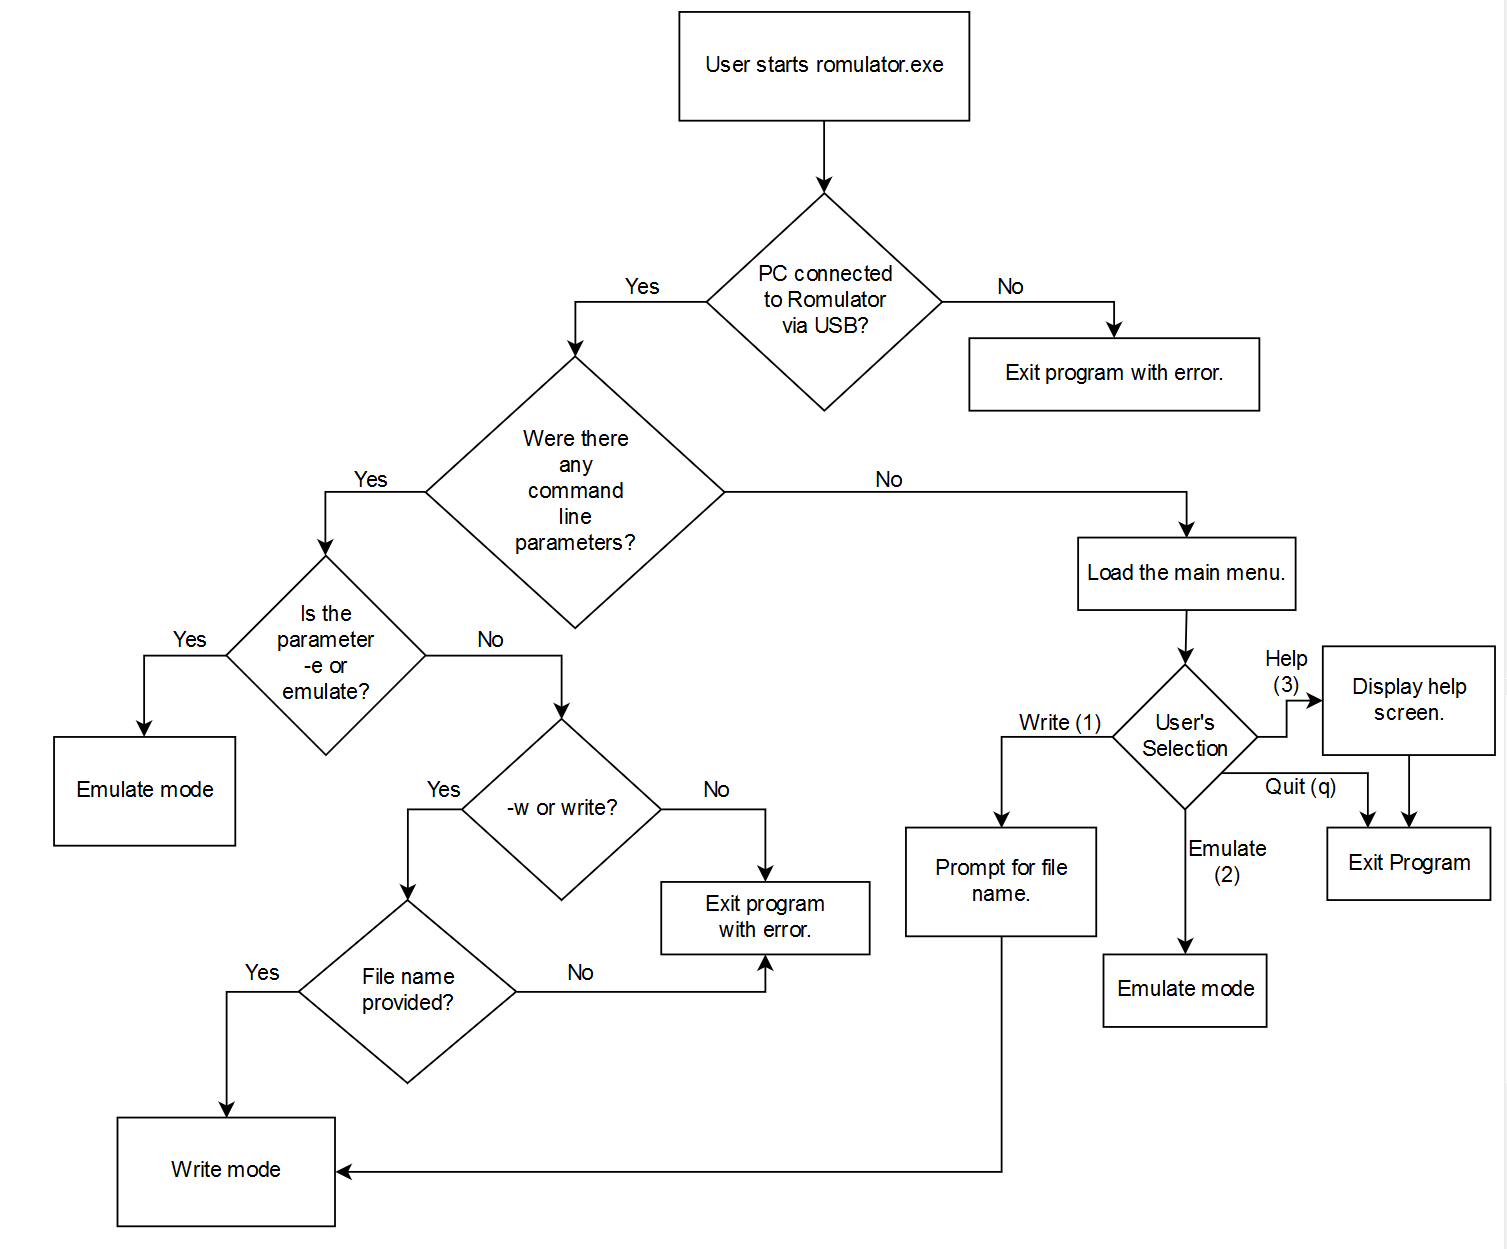 User starts romulator.exe
PC connected
to Romulator
via USB?
Yes
No
Exit program with error.
Were there
any
command
line
parameters?
Yes
No
Load the main menu.
Is the
parameter
-e or
emulate?
Yes
No
Emulate mode
-w or write?
Yes
No
Exit program
with error.
File name
provided?
Yes
No
Write mode
User's
Selection
Write (1)
Help
(3)
Display help
screen.
Quit (q)
Exit Program
Emulate
(2)
Prompt for file
name.
Emulate mode